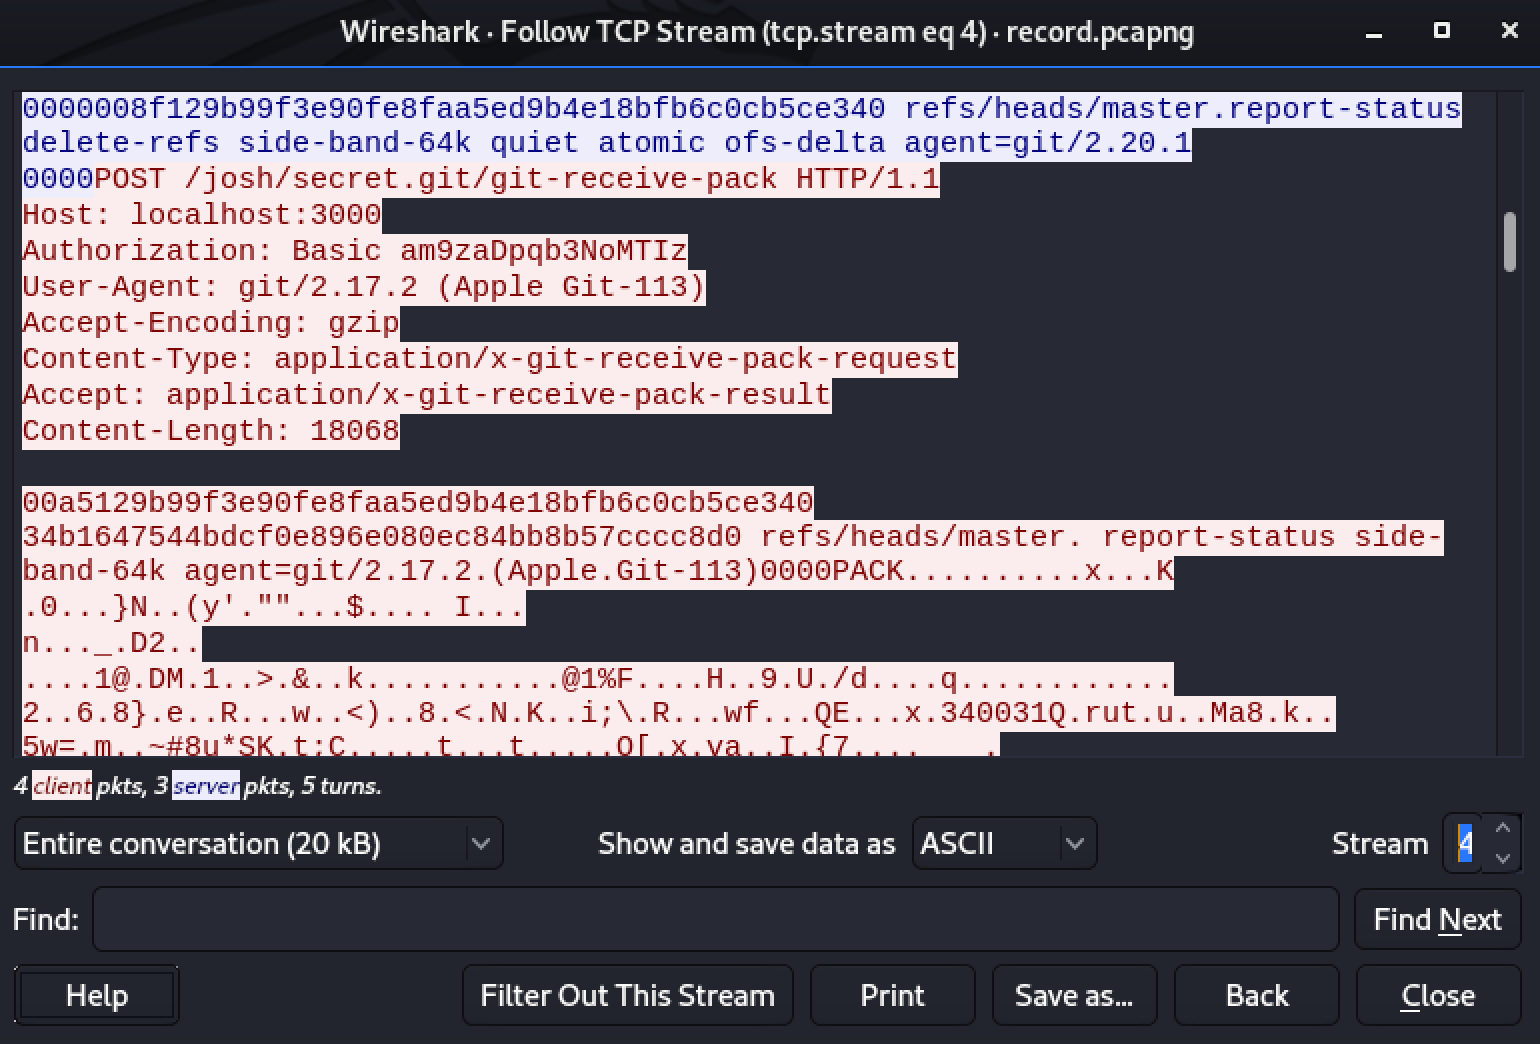 Wireshark · Follow TCP Stream (tcp.stream eq 4) · record.pcapng
0000008f129b99f3e90fe8faa5ed9b4e18bfb6c0cb5ce340 refs/heads/master.report-status
delete-refs side-band-64k quiet atomic ofs-delta agent=git/2.20.1
0000POST /josh/secret.git/git-receive-pack HTTP/1.1
Host: localhost:3000
Authorization: Basic am9zaDpqb3NoMTIz
User-Agent: git/2.17.2 (Apple Git-113)
Accept-Encoding: gzip
Content-Type: application/x-git-receive-pack-request
Accept: application/x-git-receive-pack-result
Content-Length: 18068
00a5129b99f3e90fe8faa5ed9b4e18bfb6c0cb5ce340
34b1647544bdcf0e896e080ec84bb8b57cccc8d0 refs/heads/master. report-status side-
band-64k agent=git/2.17.2.(Apple.Git-113)0000PACK..........x...K
.0...}N..(y'.""...$.... I...
n..._.D2..
....1@.DM.1..>.&..k...........@1%F....H..9.U./d....q............
2..6.8}.e..R...w..<)..8.<.N.K..i;\.R...wf...QE...x.340031Q.rut.u..Ma8.k..
5w=.m..~#8u*SK.t;C.....t...t.....O[.x.va..I.{7....    .
4 client pkts, 3 server pkts, 5 turns.
Entire conversation (20 kB) Show and save data as ASCII Stream 4
Find: Find Next
Help Filter Out This Stream Print Save as... Back Close